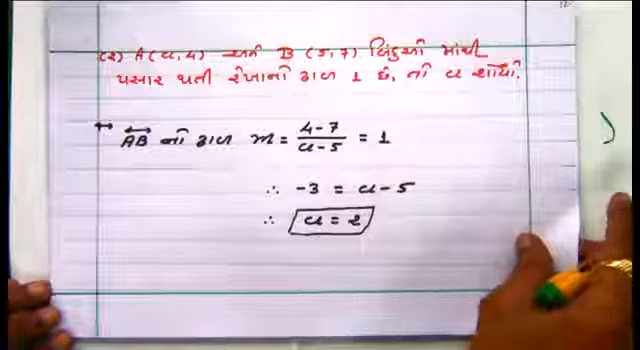 (૨) A(a,4) અને B (5,7) બિંદુઓ માંથી
પસાર થતી રેખાનો ઢાળ 1 છે, તો a શોધો.
↔ AB નો ઢાળ m = 4-7 / a-5 = 1
∴ -3 = a-5
∴ a = 2